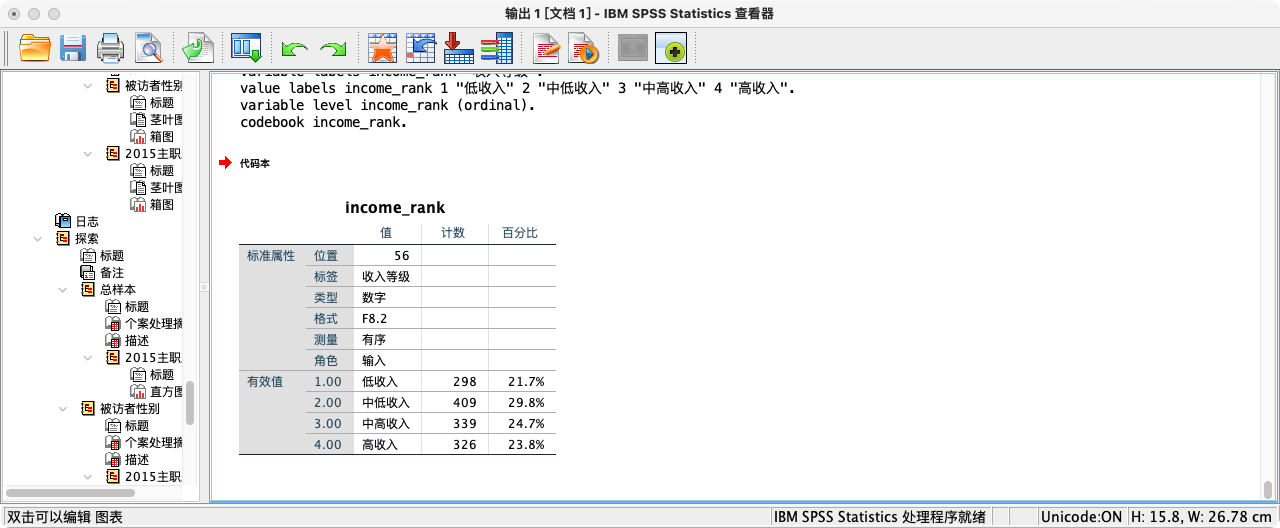 输出 1 [文档 1] - IBM SPSS Statistics 查看器
被访者性别
标题
茎叶图
箱图
2015主职
标题
茎叶图
箱图
日志
探索
标题
备注
总样本
标题
个案处理摘
描述
2015主职
标题
直方图
被访者性别
标题
个案处理摘
描述
2015主职
variable labels income_rank "收入等级".
value labels income_rank 1 "低收入" 2 "中低收入" 3 "中高收入" 4 "高收入".
variable level income_rank (ordinal).
codebook income_rank.
代码本
income_rank
值 计数 百分比
标准属性 位置 56
标签 收入等级
类型 数字
格式 F8.2
测量 有序
角色 输入
有效值 1.00 低收入 298 21.7%
2.00 中低收入 409 29.8%
3.00 中高收入 339 24.7%
4.00 高收入 326 23.8%
双击可以编辑 图表 IBM SPSS Statistics 处理程序就绪 Unicode:ON H: 15.8, W: 26.78 cm